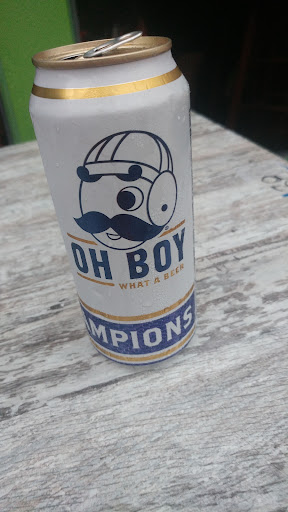 OH BOY
WHAT A BEER
MPIONS